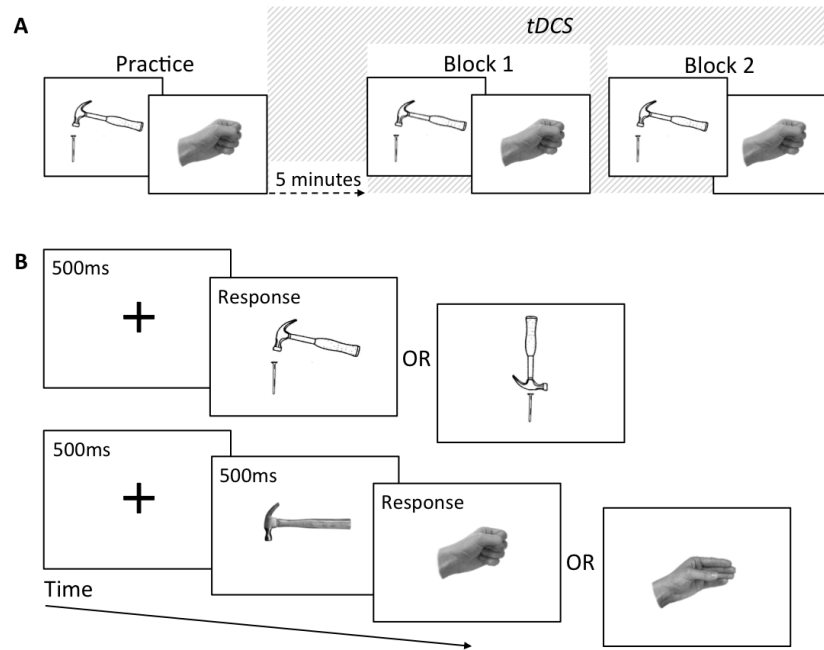 A
tDCS
Practice
Block 1
Block 2
5 minutes
B
500ms
Response
OR
500ms
500ms
Response
OR
Time